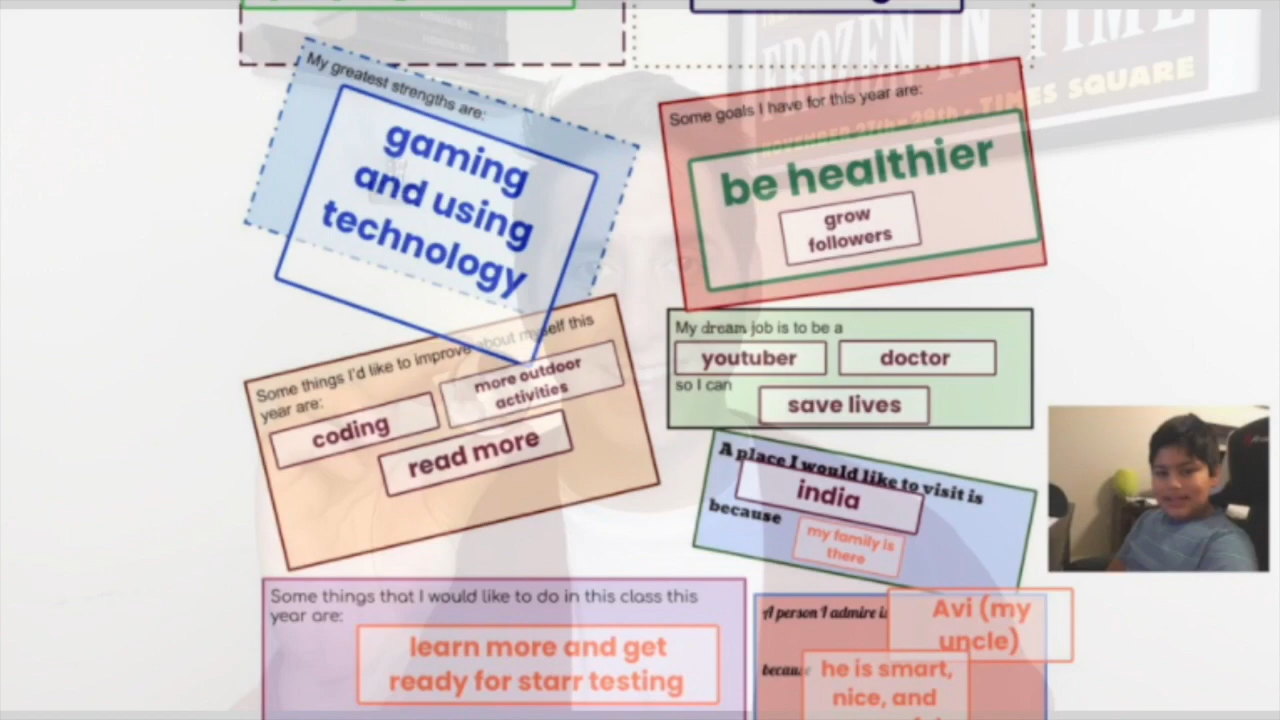 FROZEN IN TIME
TIMES SQUARE
My greatest strengths are:
gaming
and using
technology
Some goals I have for this year are:
be healthier
grow
followers
Some things I'd like to improve about myself this
year are:
coding
more outdoor
activities
read more
My dream job is to be a
youtuber
doctor
so I can
save lives
A place I would like to visit is
india
because
my family is
there
Some things that I would like to do in this class this
year are:
learn more and get
ready for starr testing
A person I admire is
Avi (my
uncle)
because
he is smart,
nice, and